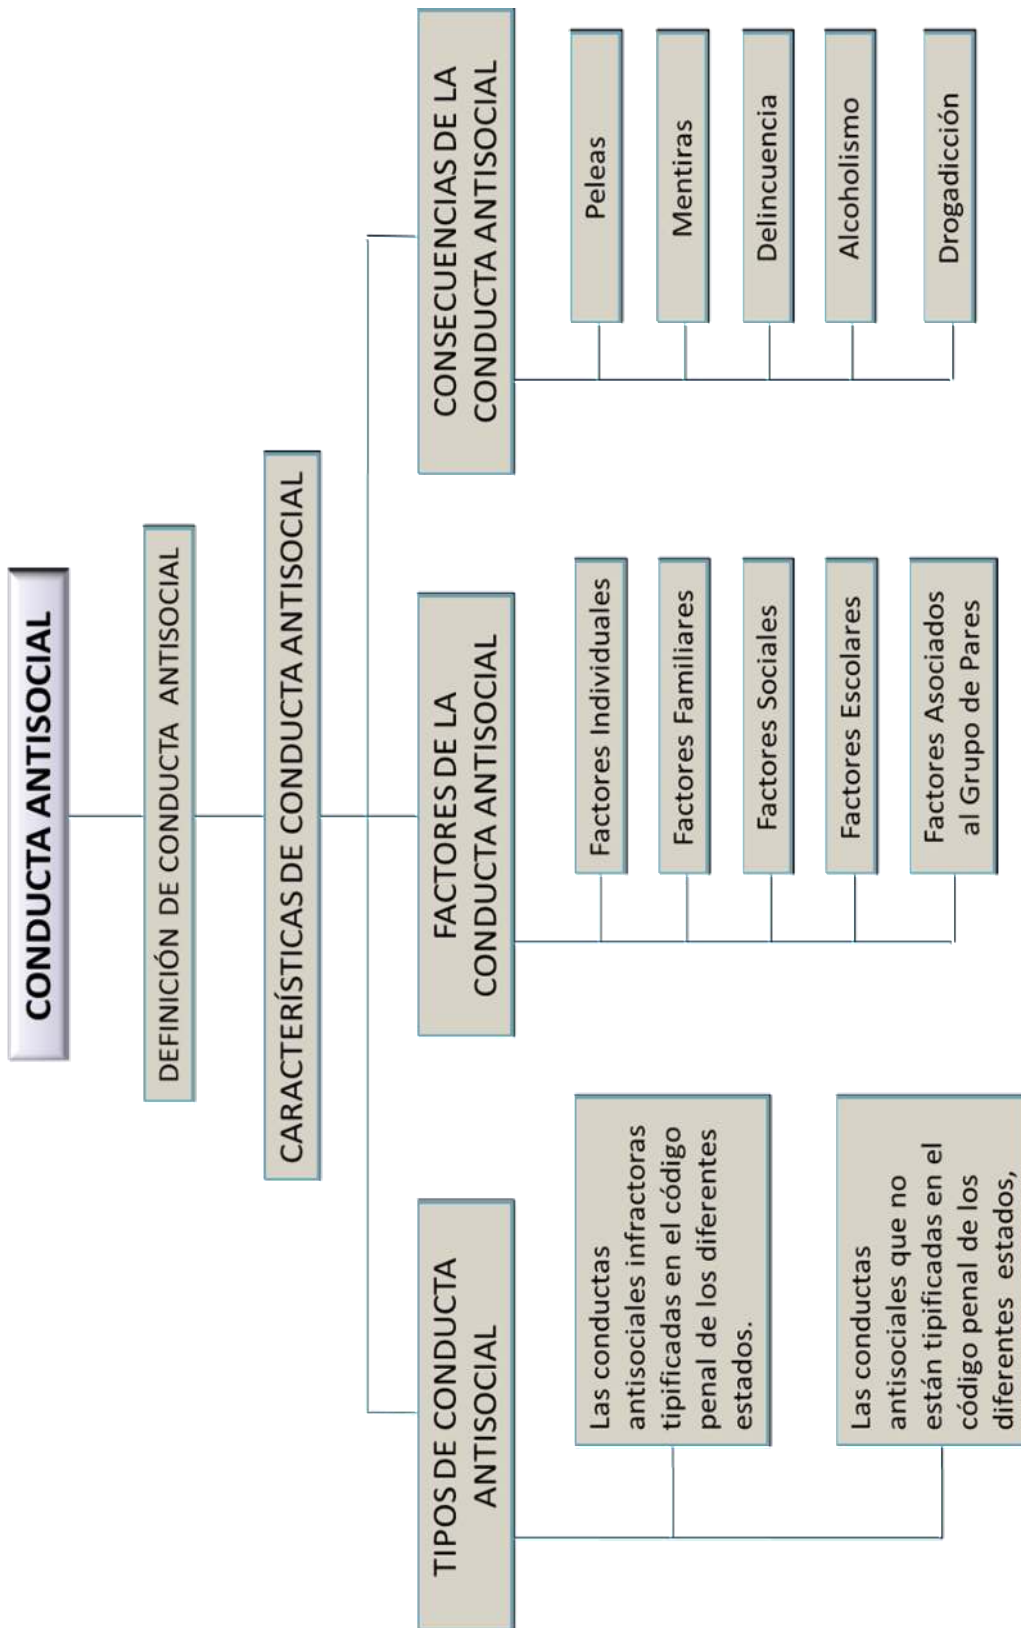 CONDUCTA ANTISOCIAL
DEFINICIÓN DE CONDUCTA ANTISOCIAL
CARACTERÍSTICAS DE CONDUCTA ANTISOCIAL
TIPOS DE CONDUCTA
ANTISOCIAL
Las conductas
antisociales infractoras
tipificadas en el código
penal de los diferentes
estados.
Las conductas
antisociales que no
están tipificadas en el
código penal de los
diferentes estados,
FACTORES DE LA
CONDUCTA ANTISOCIAL
Factores Individuales
Factores Familiares
Factores Sociales
Factores Escolares
Factores Asociados
al Grupo de Pares
CONSECUENCIAS DE LA
CONDUCTA ANTISOCIAL
Peleas
Mentiras
Delincuencia
Alcoholismo
Drogadicción